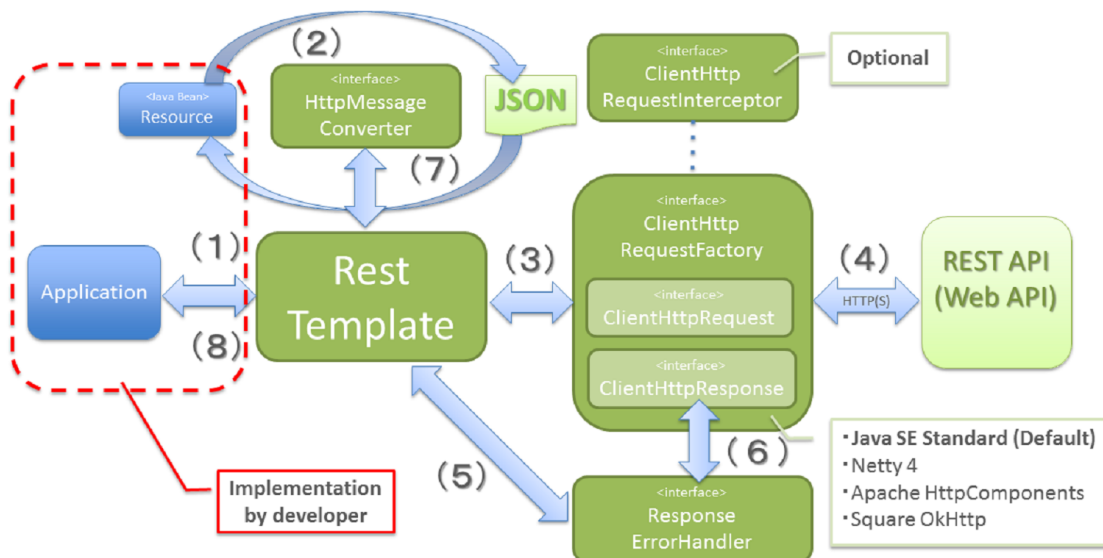 (2)
<interface>
HttpMessage
Converter
<Java Bean>
Resource
JSON
<interface>
ClientHttp
RequestInterceptor
Optional
(7)
<interface>
ClientHttp
RequestFactory
(1)
Application
(8)
Rest
Template
(3)
<interface>
ClientHttpRequest
<interface>
ClientHttpResponse
(4)
HTTP(S)
REST API
(Web API)
(5)
(6)
・Java SE Standard (Default)
・Netty 4
・Apache HttpComponents
・Square OkHttp
Implementation
by developer
<interface>
Response
ErrorHandler